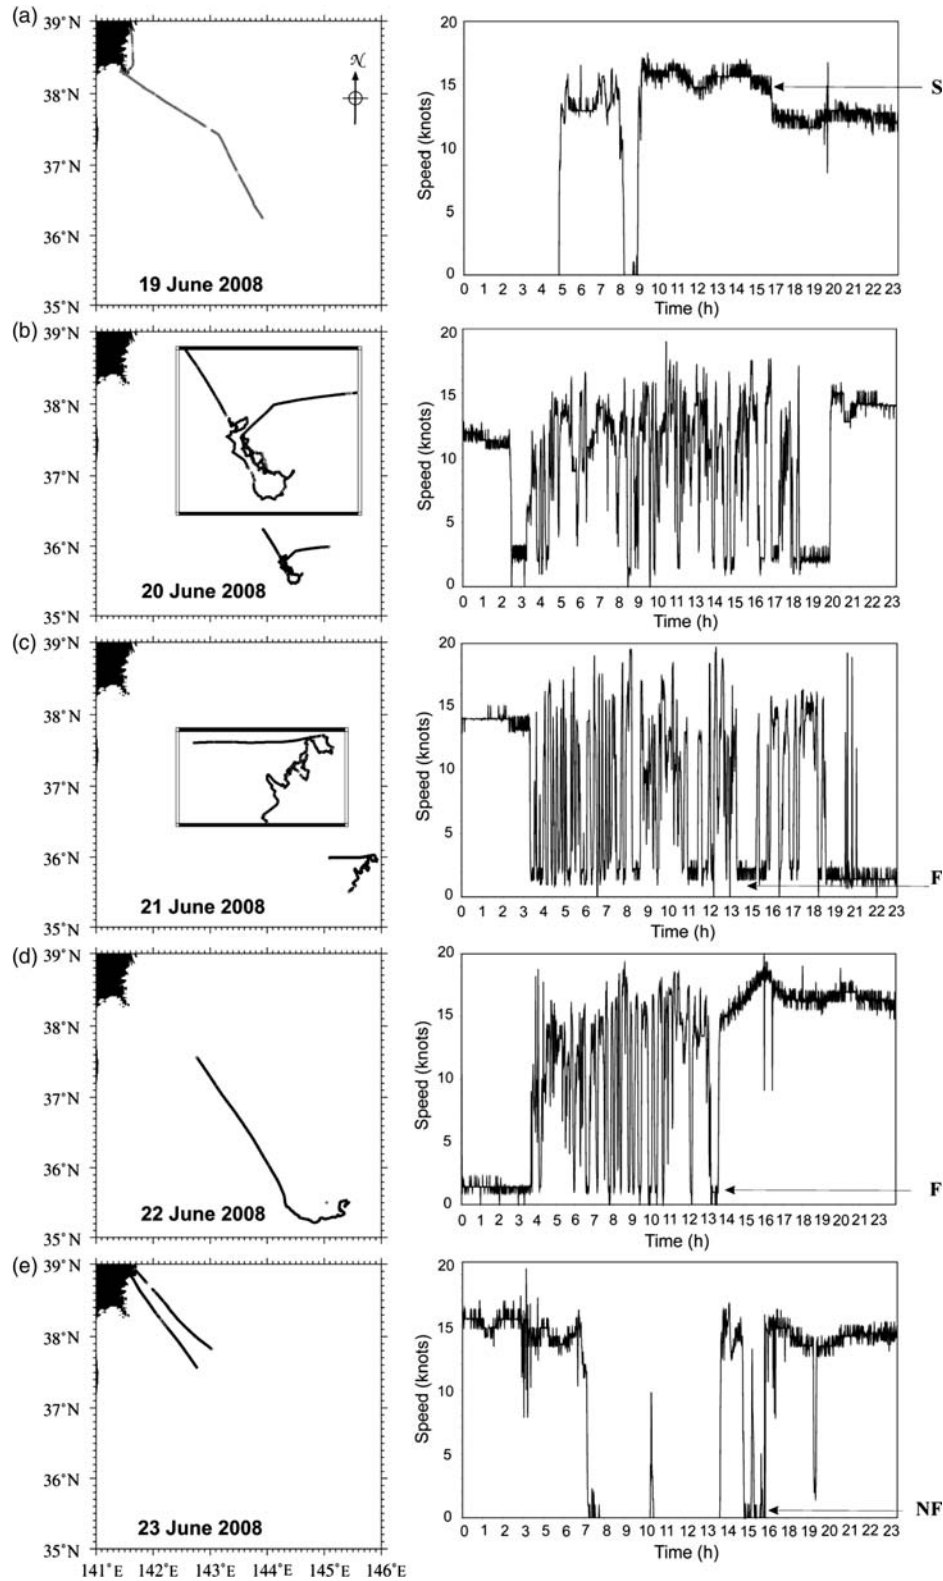 (a)
39°N
38°N
37°N
36°N
35°N
N
19 June 2008
20
15
10
5
0
Speed (knots)
0 1 2 3 4 5 6 7 8 9 10 11 12 13 14 15 16 17 19 20 21 22 23
Time (h)
S
(b)
39°N
38°N
37°N
36°N
35°N
20 June 2008
20
15
10
5
0
Speed (knots)
0 1 2 3 4 5 6 7 8 9 10 11 12 13 14 15 16 17 18 19 20 21 22 23
Time (h)
(c)
39°N
38°N
37°N
36°N
35°N
21 June 2008
20
15
10
5
0
Speed (knots)
0 1 2 3 4 5 6 7 8 9 10 11 12 13 15 16 17 18 19 20 21 22 23
Time (h)
F
(d)
39°N
38°N
37°N
36°N
35°N
22 June 2008
20
15
10
5
0
Speed (knots)
0 1 2 3 4 5 6 7 8 9 10 11 12 13 14 15 16 17 19 20 21 22 23
Time (h)
F
(e)
39°N
38°N
37°N
36°N
35°N
141°E 142°E 143°E 144°E 145°E 146°E
23 June 2008
20
15
10
5
0
Speed (knots)
0 1 2 3 4 5 6 7 8 9 10 11 12 13 14 15 16 17 18 19 20 21 22 23
Time (h)
NF